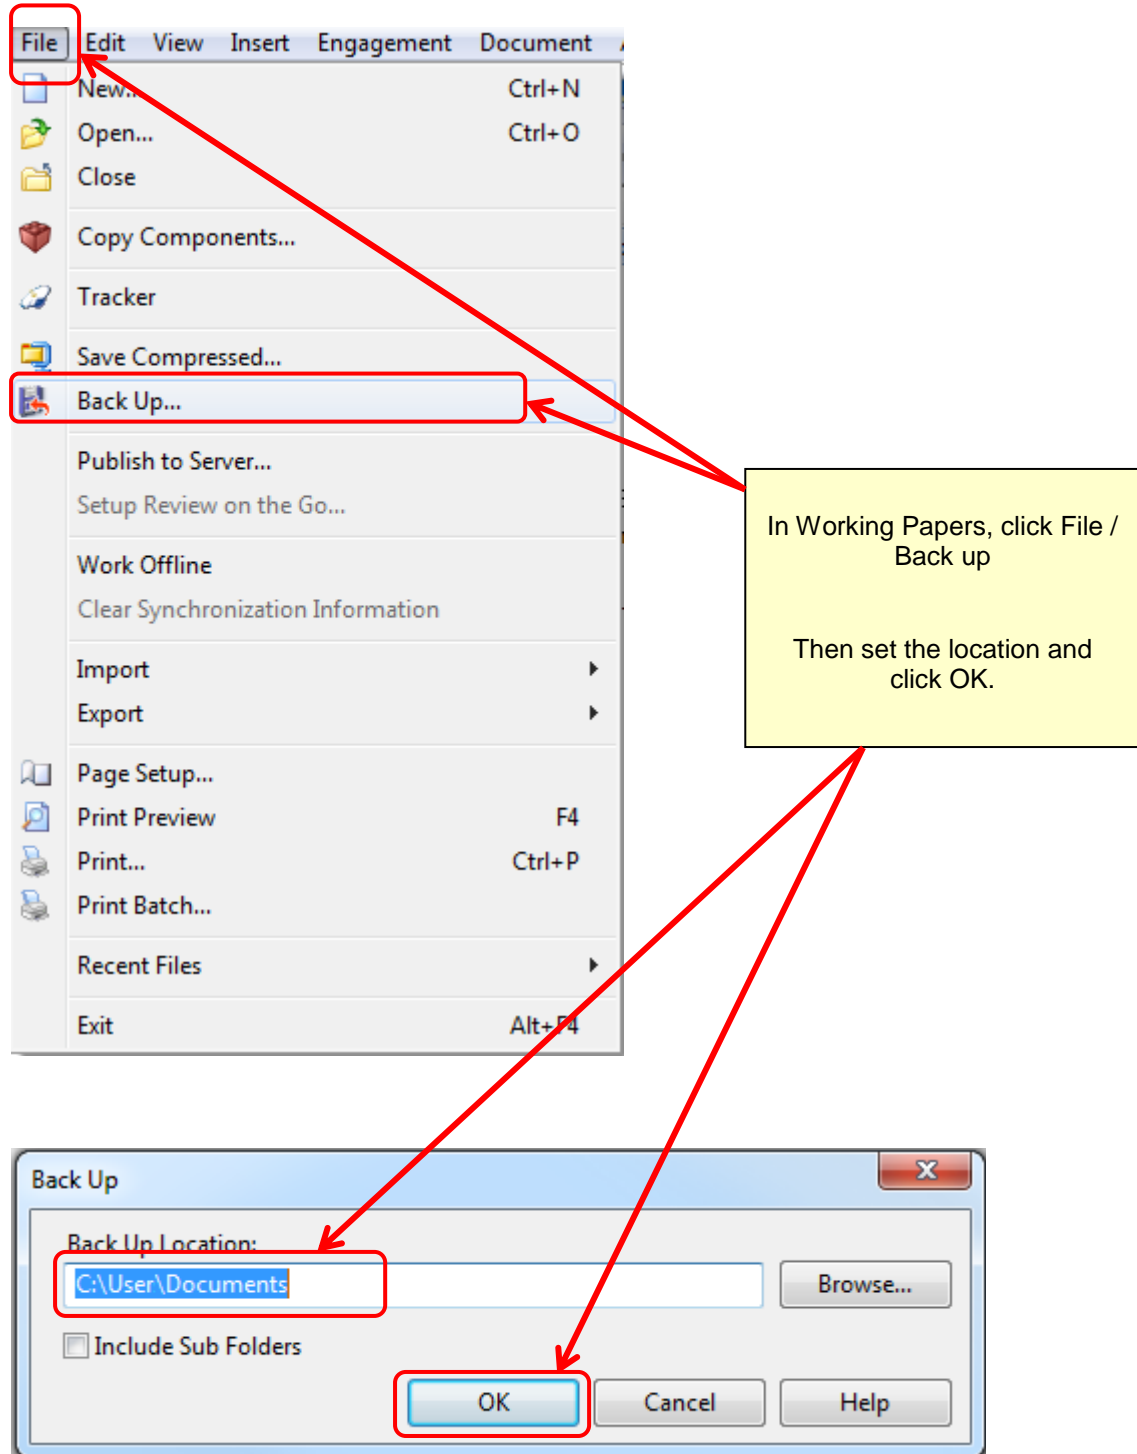 File Edit View Insert Engagement Document
New... Ctrl+N
Open... Ctrl+O
Close
Copy Components...
Tracker
Save Compressed...
Back Up...
Publish to Server...
Setup Review on the Go...
Work Offline
Clear Synchronization Information
Import
Export
Page Setup...
Print Preview F4
Print... Ctrl+P
Print Batch...
Recent Files
Exit Alt+F4
In Working Papers, click File /
Back up
Then set the location and
click OK.
Back Up
Back Up Location:
C:\User\Documents
Browse...
Include Sub Folders
OK Cancel Help